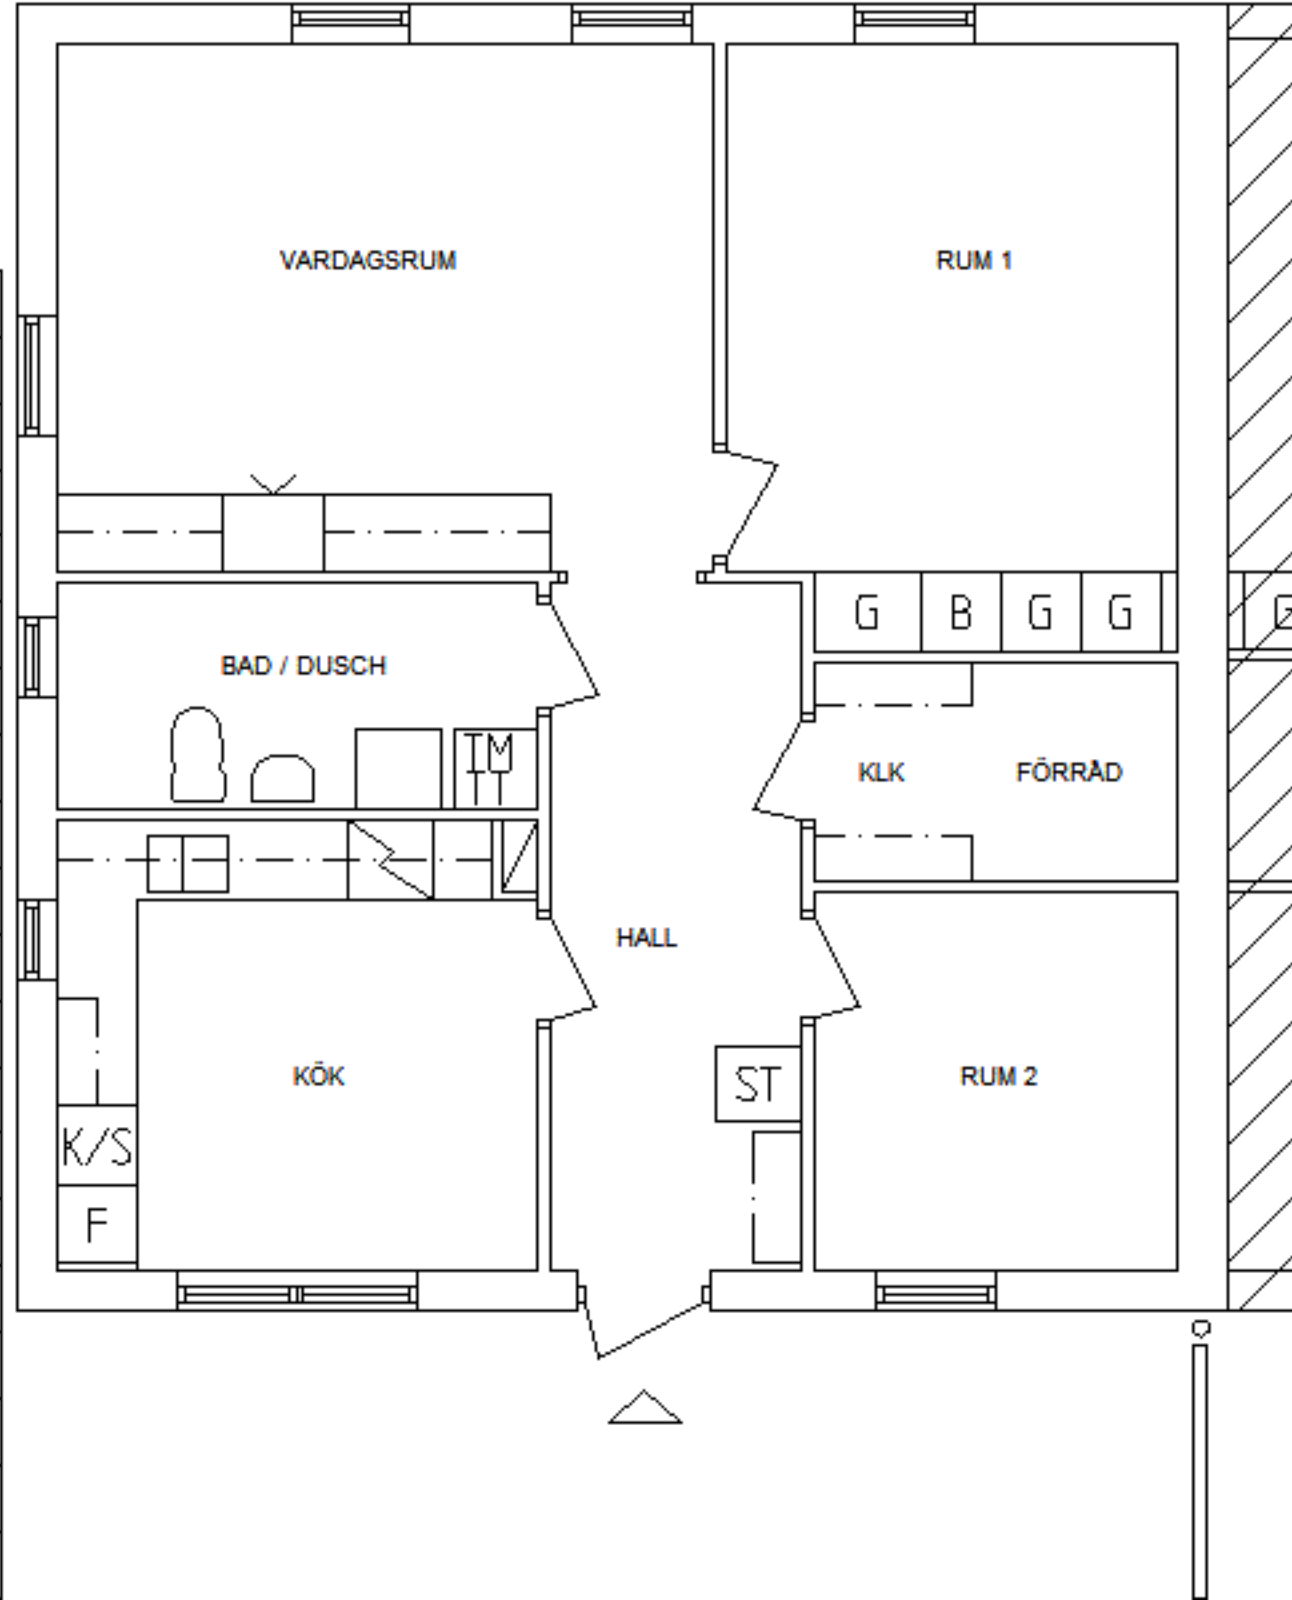 VARDAGSRUM
RUM 1
G B G G G
BAD / DUSCH
TM
TT
KLK FÖRRÅD
HALL
KÖK
ST
RUM 2
K/S
F